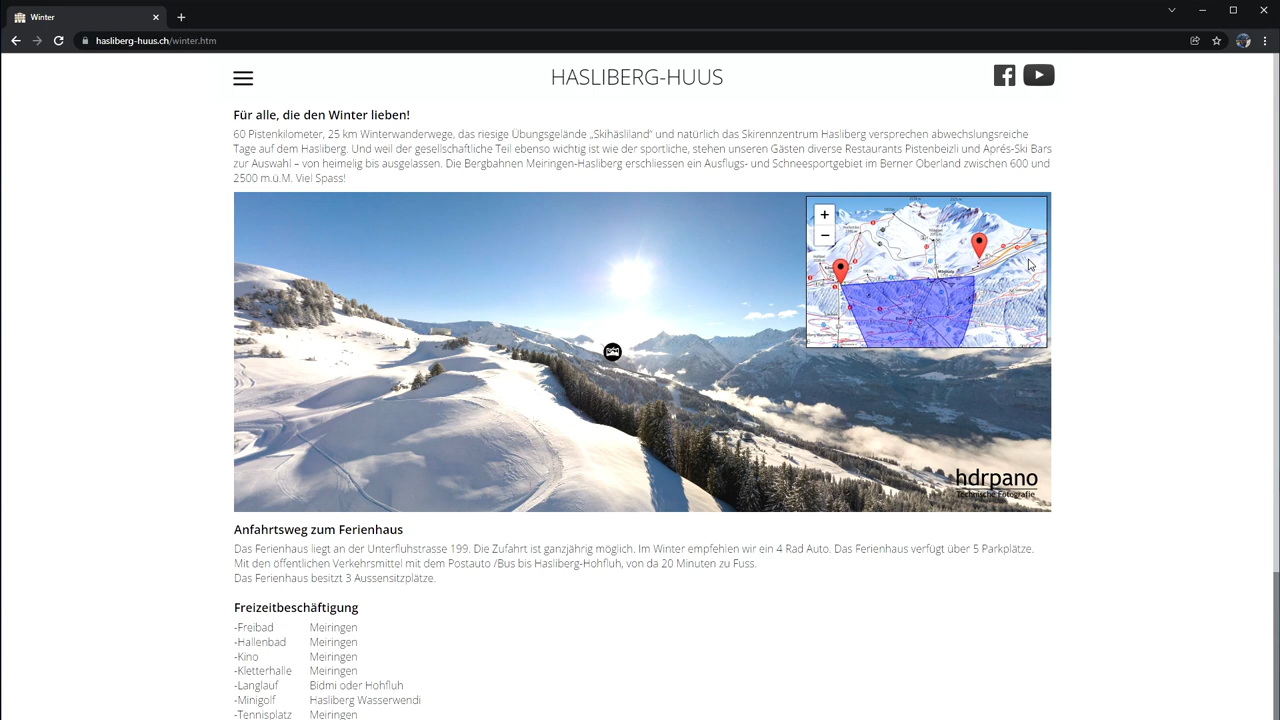 Winter
hasliberg-huus.ch/winter.htm
HASLIBERG-HUUS
Für alle, die den Winter lieben!
60 Pistenkilometer, 25 km Winterwanderwege, das riesige Übungsgelände „Skihäsliland“ und natürlich das Skirennzentrum Hasliberg versprechen abwechslungsreiche
Tage auf dem Hasliberg. Und weil der gesellschaftliche Teil ebenso wichtig ist wie der sportliche, stehen unseren Gästen diverse Restaurants Pistenbeizli und Aprés-Ski Bars
zur Auswahl – von heimelig bis ausgelassen. Die Bergbahnen Meiringen-Hasliberg erschliessen ein Ausflugs- und Schneesportgebiet im Berner Oberland zwischen 600 und
2500 m.ü.M. Viel Spass!
+
−
hdrpano
Technische Fotografie
Anfahrtsweg zum Ferienhaus
Das Ferienhaus liegt an der Unterfluhstrasse 199. Die Zufahrt ist ganzjährig möglich. Im Winter empfehlen wir ein 4 Rad Auto. Das Ferienhaus verfügt über 5 Parkplätze.
Mit den öffentlichen Verkehrsmittel mit dem Postauto /Bus bis Hasliberg-Hohfluh, von da 20 Minuten zu Fuss.
Das Ferienhaus besitzt 3 Aussensitzplätze.
Freizeitbeschäftigung
-Freibad Meiringen
-Hallenbad Meiringen
-Kino Meiringen
-Kletterhalle Meiringen
-Langlauf Bidmi oder Hohfluh
-Minigolf Hasliberg Wasserwendi
-Tennisplatz Meiringen